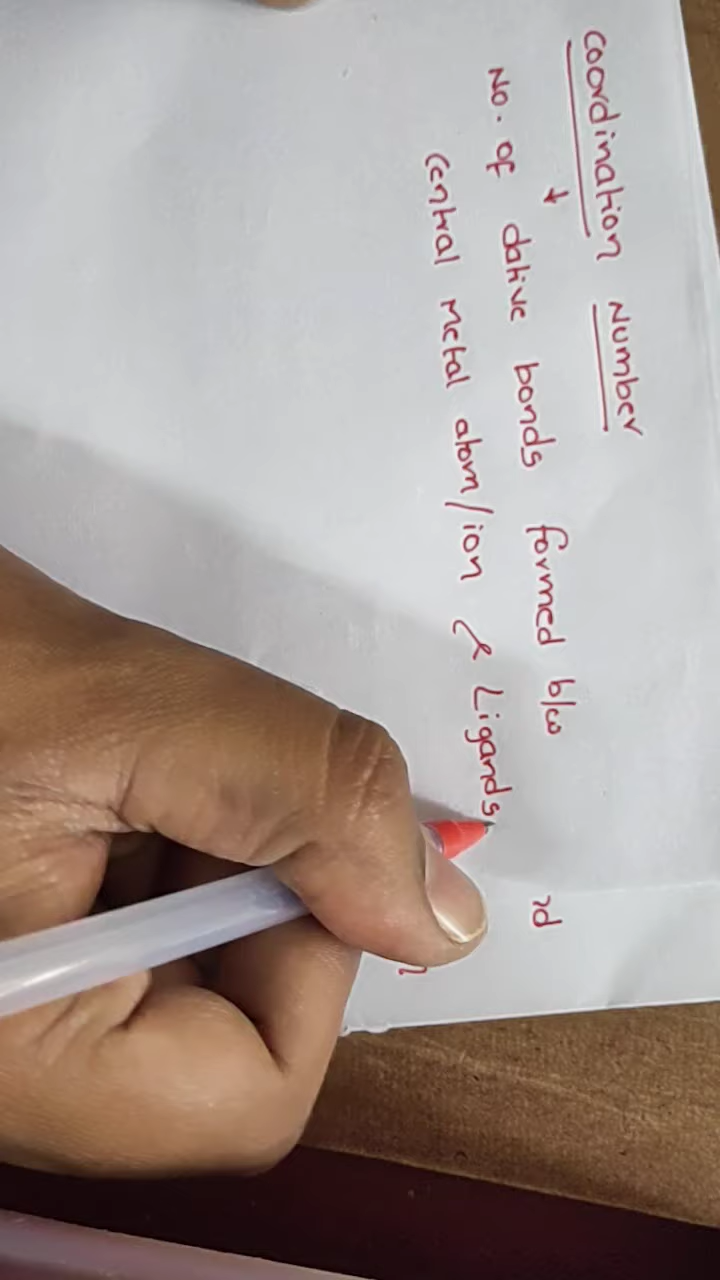 Coordination Number
No. of dative bonds formed b/w
Central Metal atom/ion & Ligands